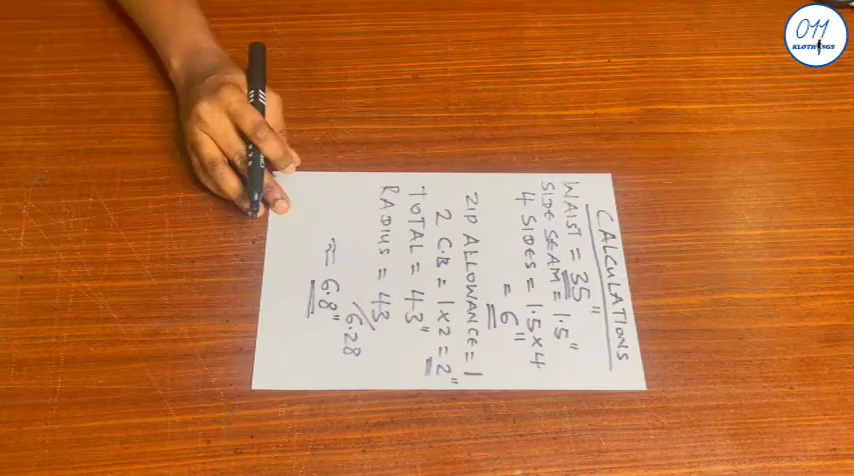 CALCULATIONS
WAIST = 35"
SIDE SEAM = 1.5"
4 SIDES = 1.5x4
= 6"
ZIP ALLOWANCE = 1
2 C.B = 1x2 = 2"
TOTAL = 43"
RADIUS = 43
/6.28
≈ 6.8"
011
KLOTHINGS